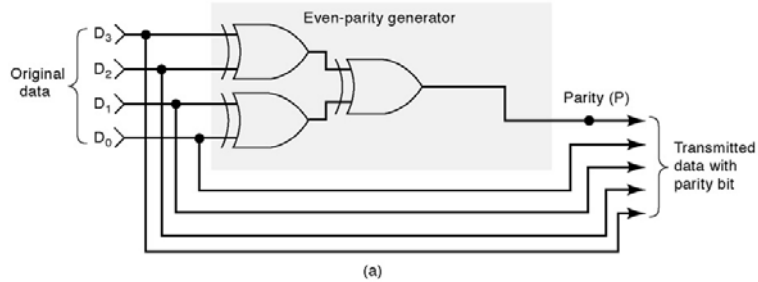 Even-parity generator
D3
D2
D1
D0
Original
data
Parity (P)
Transmitted
data with
parity bit
(a)